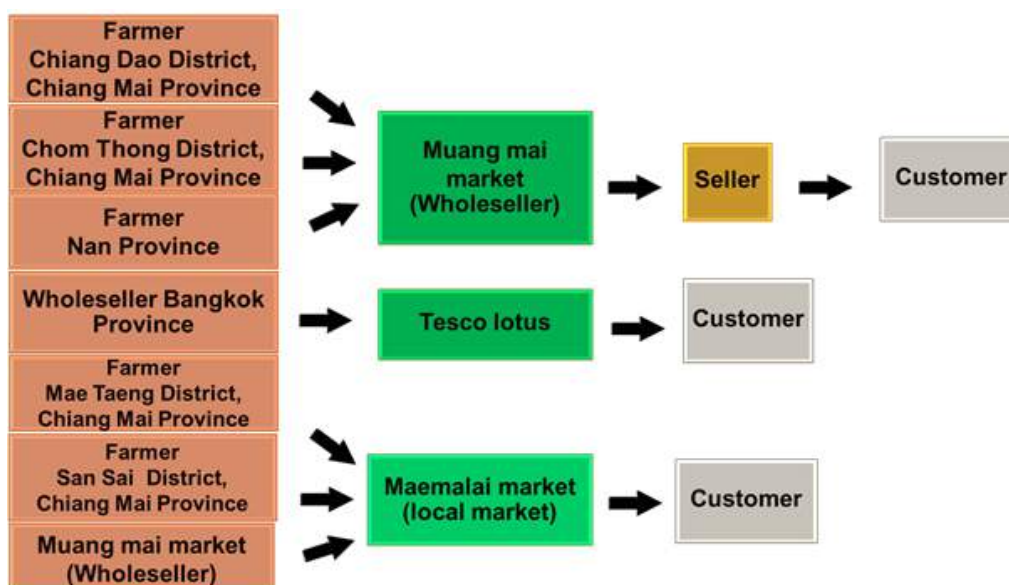 Farmer
Chiang Dao District,
Chiang Mai Province
Farmer
Chom Thong District,
Chiang Mai Province
Farmer
Nan Province
Wholeseller Bangkok
Province
Farmer
Mae Taeng District,
Chiang Mai Province
Farmer
San Sai District,
Chiang Mai Province
Muang mai market
(Wholeseller)
Muang mai
market
(Wholeseller)
Seller
Customer
Tesco lotus
Customer
Maemalai market
(local market)
Customer